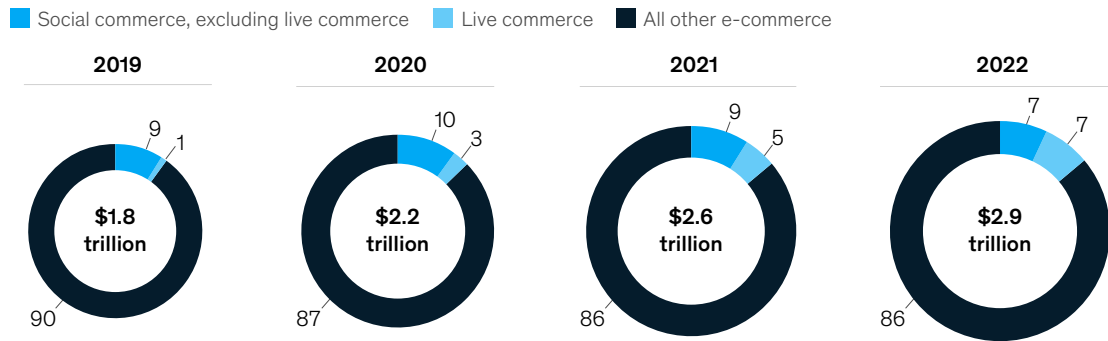 Social commerce, excluding live commerce Live commerce All other e-commerce
2019 2020 2021 2022
9 1
10 3
9 5
7 7
$1.8
trillion
$2.2
trillion
$2.6
trillion
$2.9
trillion
90 87 86 86